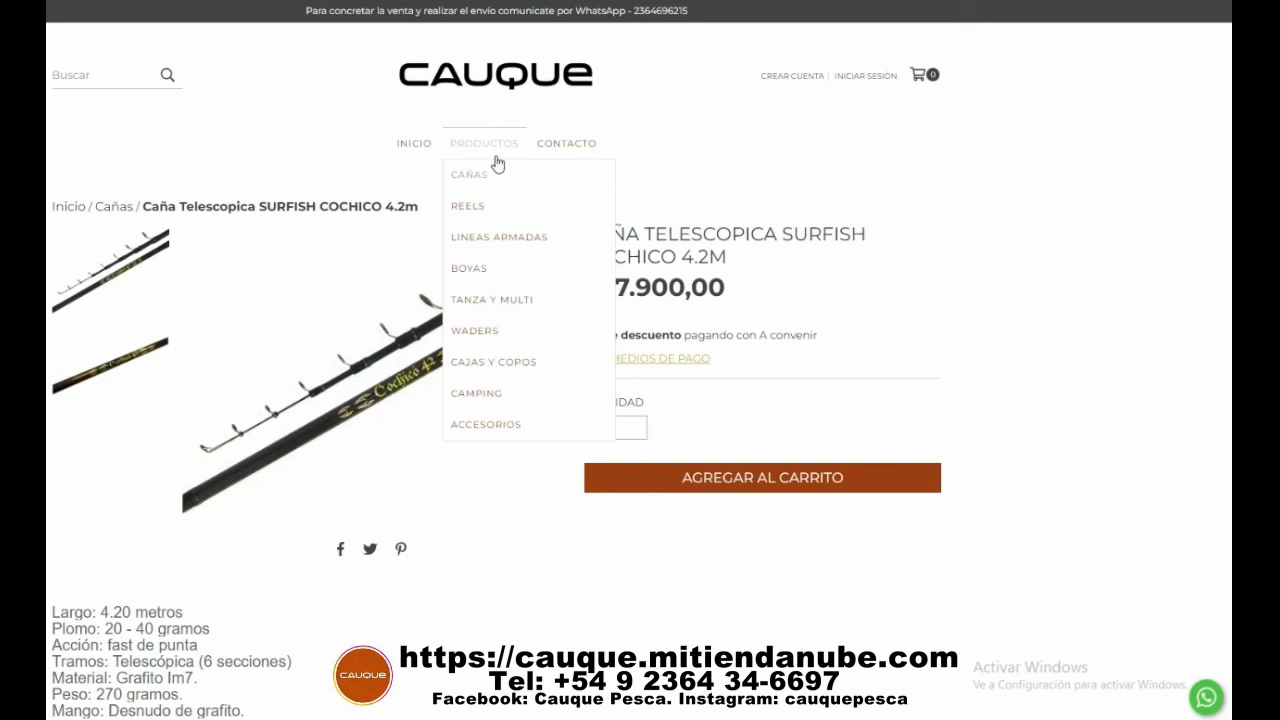 Para concretar la venta y realizar el envío comunicate por WhatsApp - 2364696215
Buscar
CAUQUE
CREAR CUENTA | INICIAR SESIÓN
0
INICIO PRODUCTOS CONTACTO
CAÑAS
REELS
LINEAS ARMADAS
BOYAS
TANZA Y MULTI
WADERS
CAJAS Y COPOS
CAMPING
ACCESORIOS
Inicio / Cañas / Caña Telescopica SURFISH COCHICO 4.2m
ÑA TELESCOPICA SURFISH
CHICO 4.2M
7.900,00
descuento pagando con A convenir
MEDIOS DE PAGO
IDAD
AGREGAR AL CARRITO
Cochico 42
Largo: 4.20 metros
Plomo: 20 - 40 gramos
Acción: fast de punta
Tramos: Telescópica (6 secciones)
Material: Grafito Im7.
Peso: 270 gramos.
Mango: Desnudo de grafito.
CAUQUE
https://cauque.mitiendanube.com
Tel: +54 9 2364 34-6697
Facebook: Cauque Pesca. Instagram: cauquepesca
Activar Windows
Ve a Configuración para activar Windows.